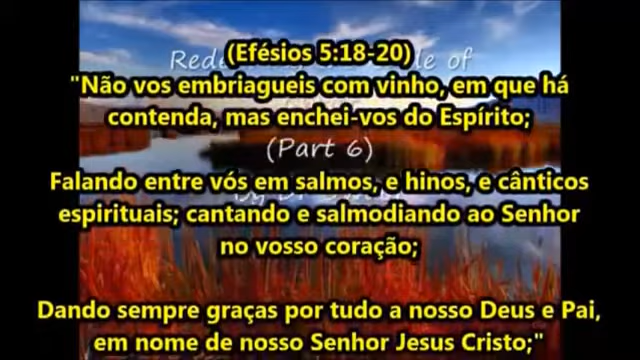 (Efésios 5:18-20)
"Não vos embriagueis com vinho, em que há
contenda, mas enchei-vos do Espírito;
(Part 6)
Falando entre vós em salmos, e hinos, e cânticos
espirituais; cantando e salmodiando ao Senhor
no vosso coração;
Dando sempre graças por tudo a nosso Deus e Pai,
em nome de nosso Senhor Jesus Cristo;"